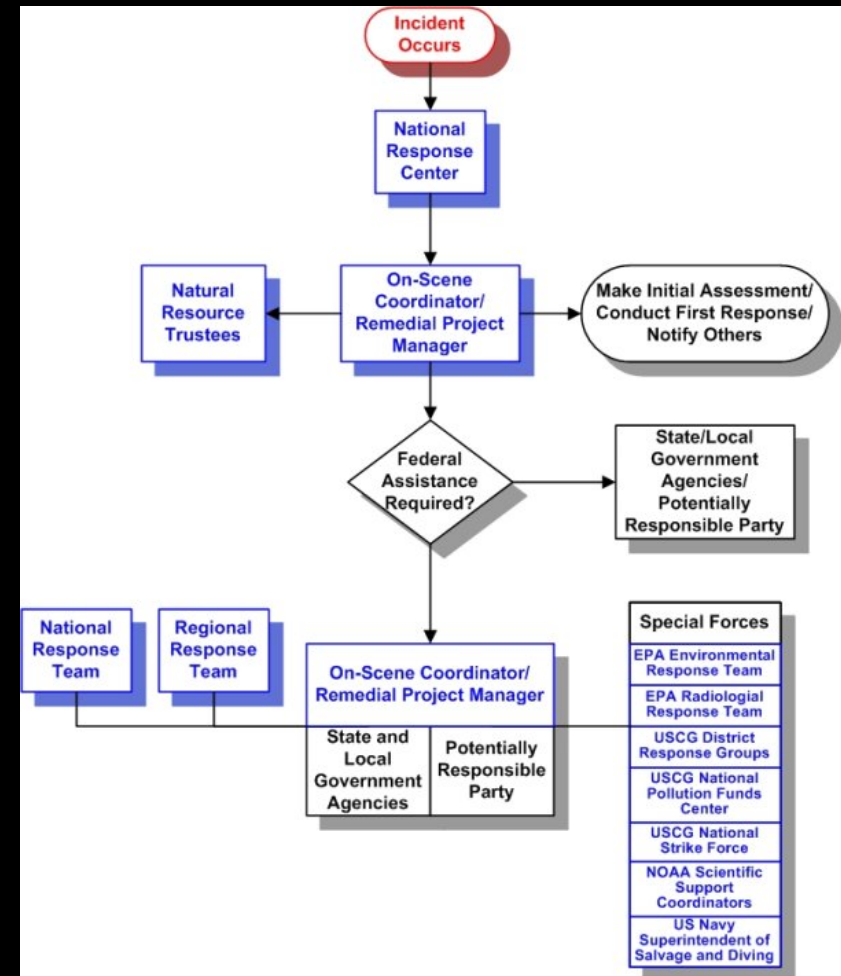 Incident
Occurs
National
Response
Center
Natural
Resource
Trustees
On-Scene
Coordinator/
Remedial Project
Manager
Make Initial Assessment/
Conduct First Response/
Notify Others
Federal
Assistance
Required?
State/Local
Government
Agencies/
Potentially
Responsible Party
National
Response
Team
Regional
Response
Team
On-Scene Coordinator/
Remedial Project Manager
State and
Local
Government
Agencies
Potentially
Responsible
Party
Special Forces
EPA Environmental
Response Team
EPA Radiologial
Response Team
USCG District
Response Groups
USCG National
Pollution Funds
Center
USCG National
Strike Force
NOAA Scientific
Support
Coordinators
US Navy
Superintendent of
Salvage and Diving